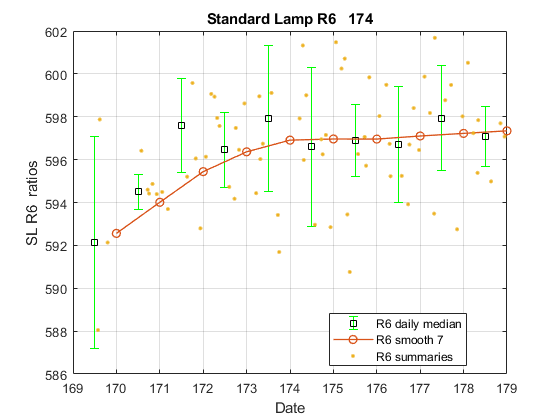 Standard Lamp R6 174
SL R6 ratios
602
600
598
596
594
592
590
588
586
169 170 171 172 173 174 175 176 177 178 179
Date
R6 daily median
R6 smooth 7
R6 summaries